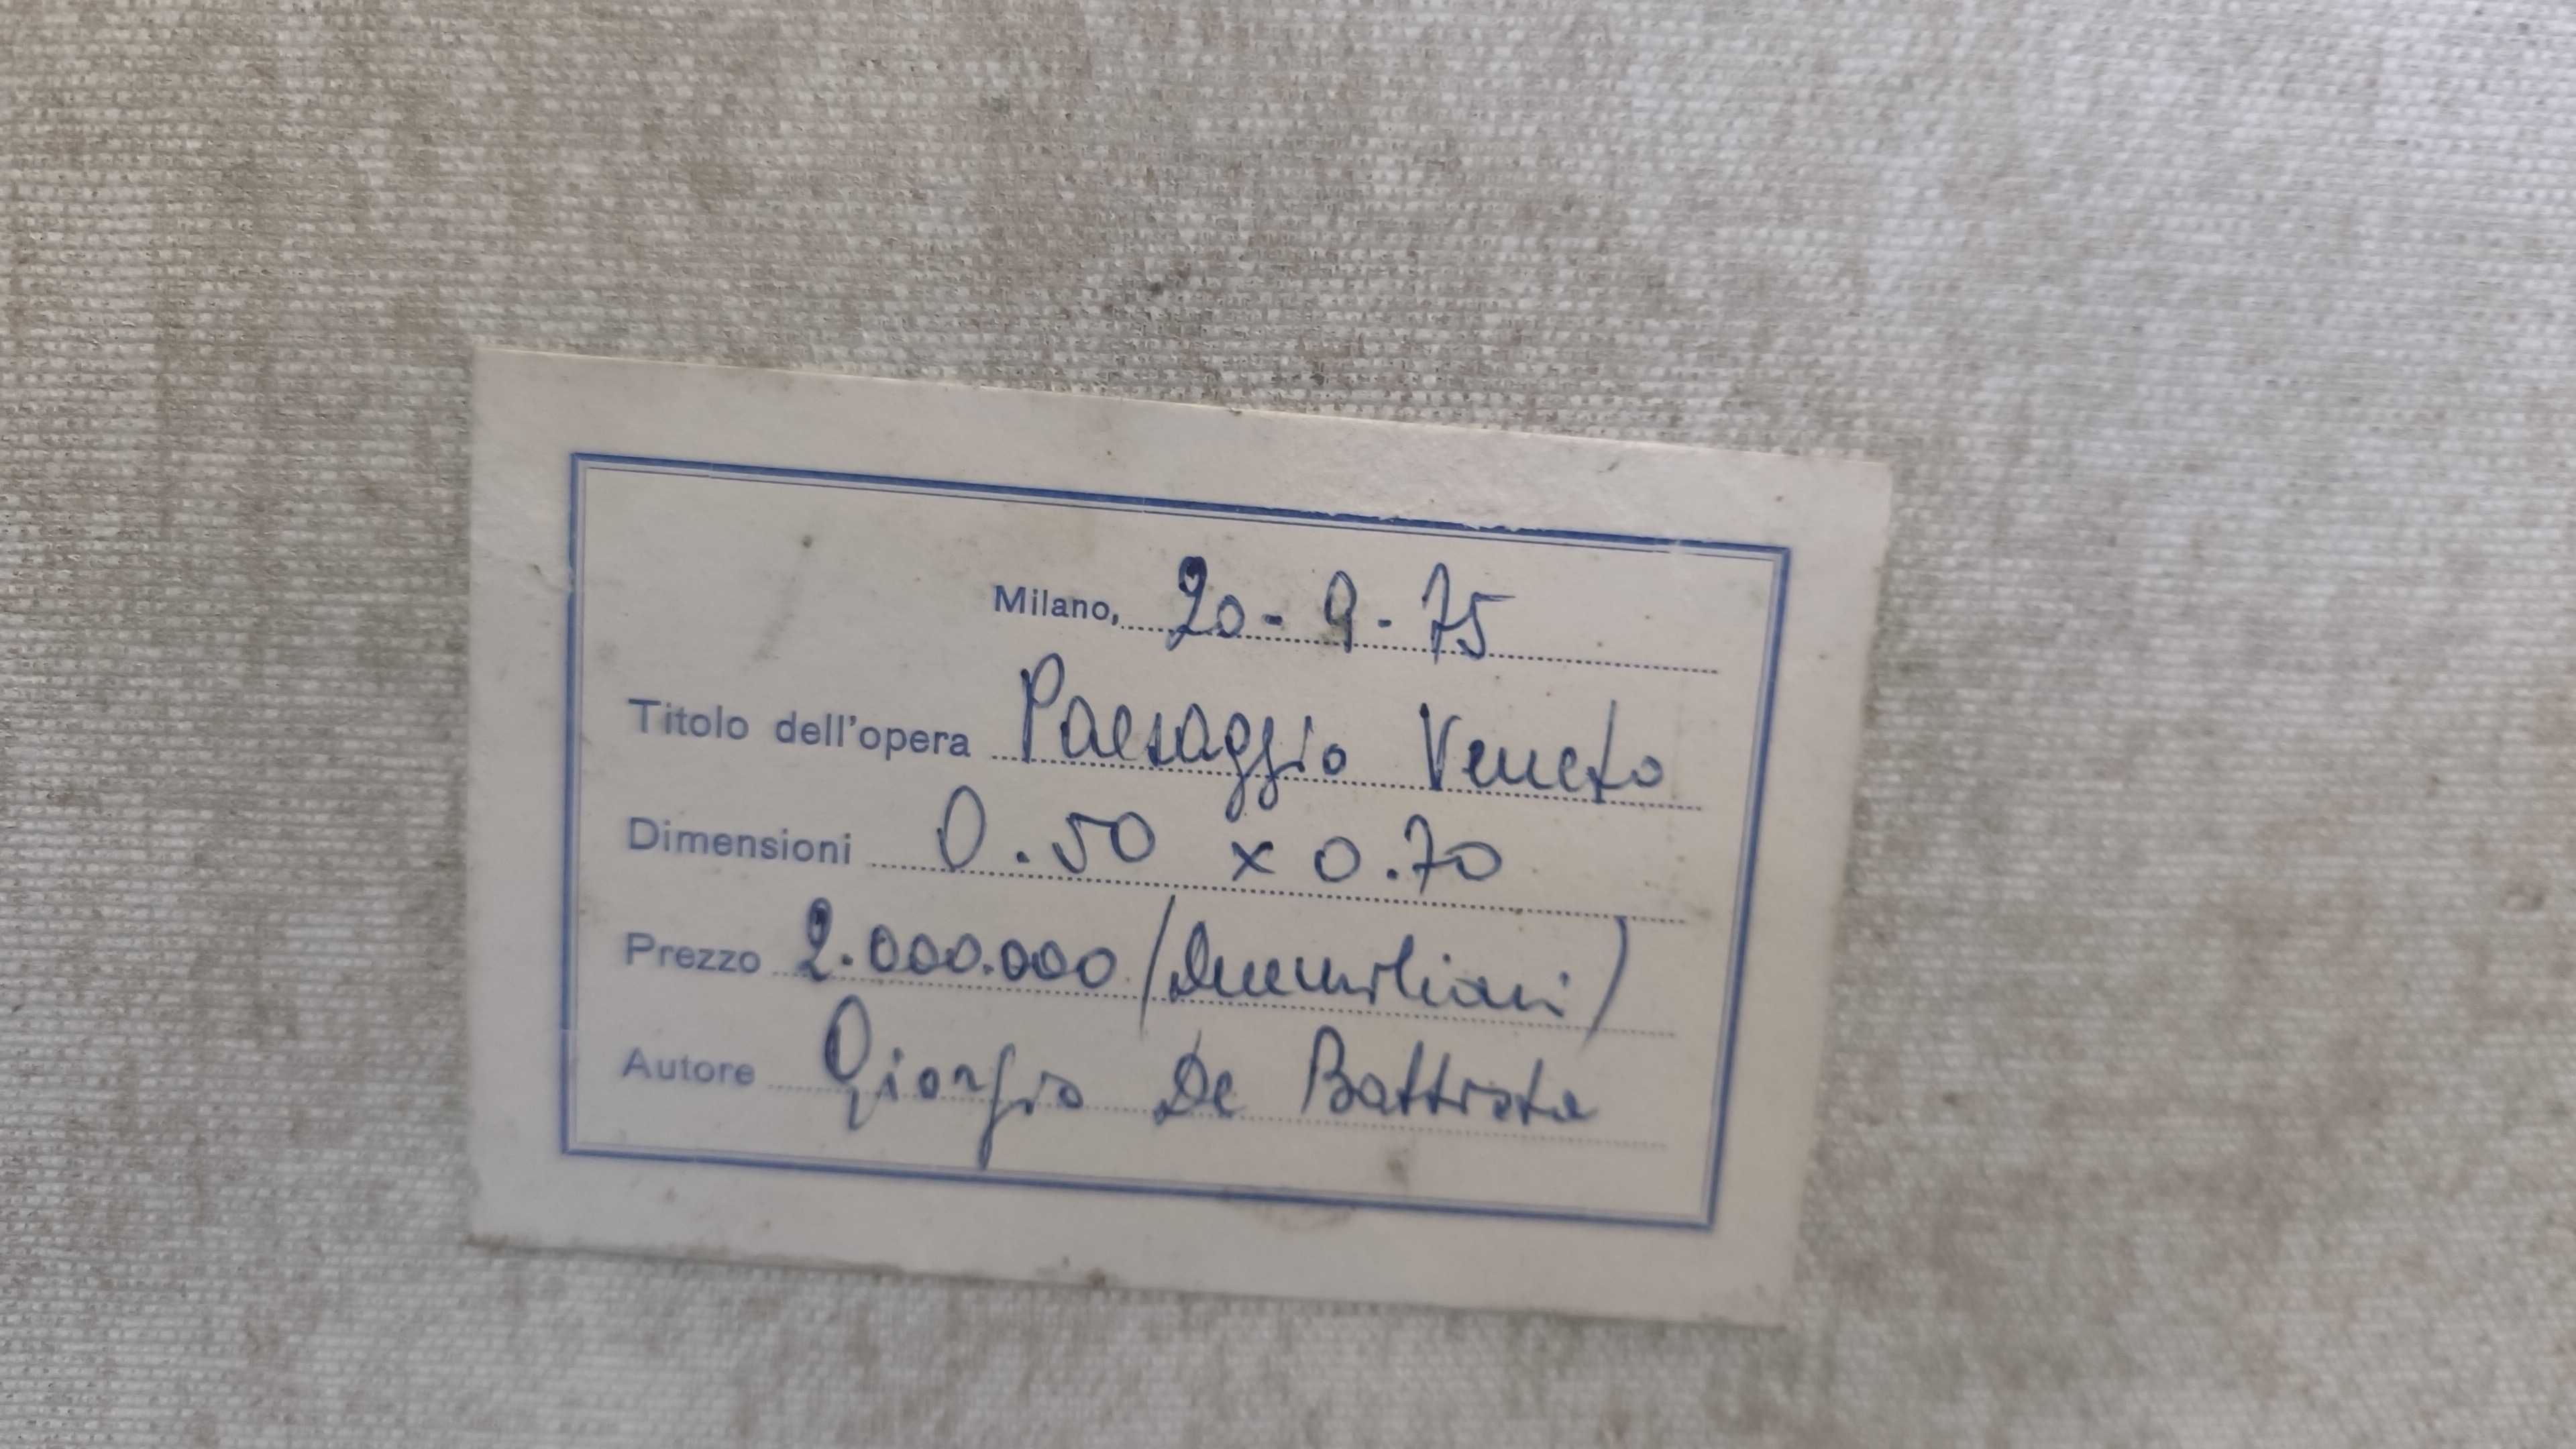 Milano, 20-9-75
Titolo dell'opera Paesaggio Veneto
Dimensioni 0.50 x 0.70
Prezzo 2.000.000 (Duemilioni)
Autore Giorgio De Battista